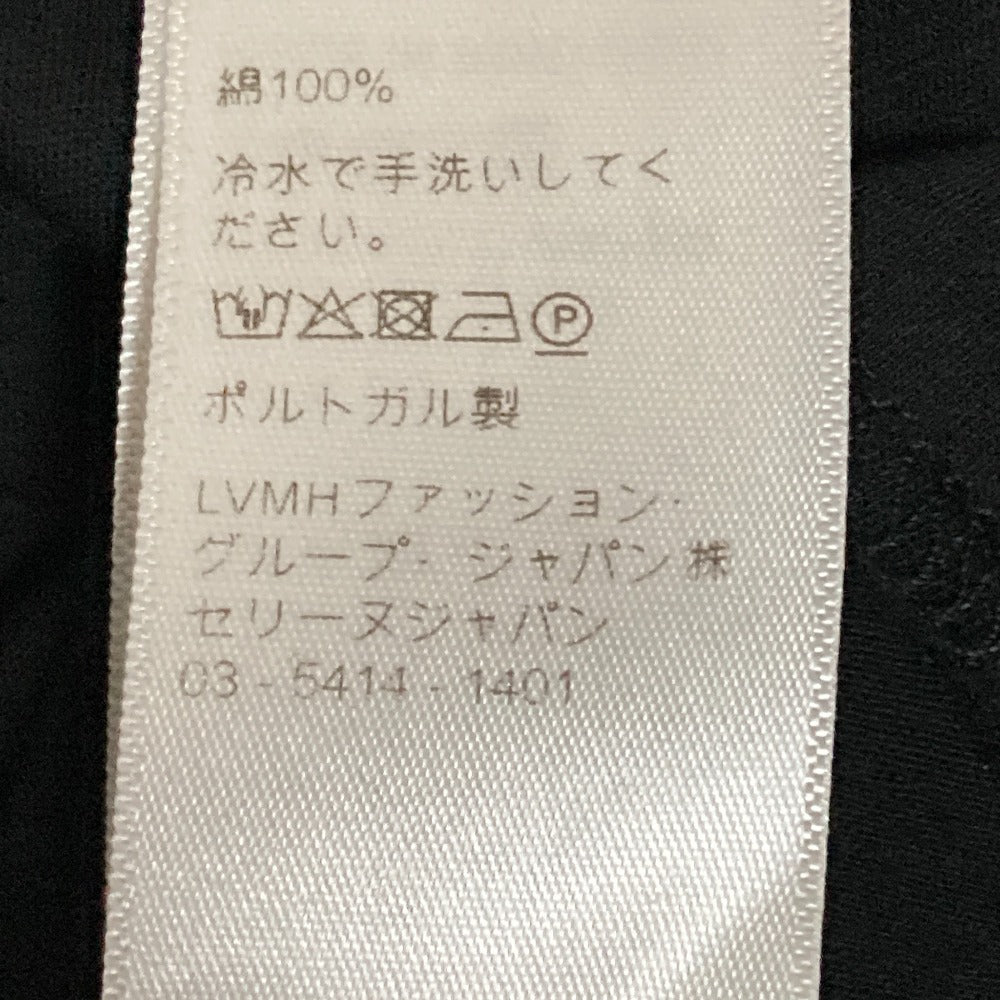 綿100%
冷水で手洗いしてく
ださい。
P
ポルトガル製
LVMHファッション・
グループ・ジャパン株
セリーヌジャパン
03 - 5414 - 1401